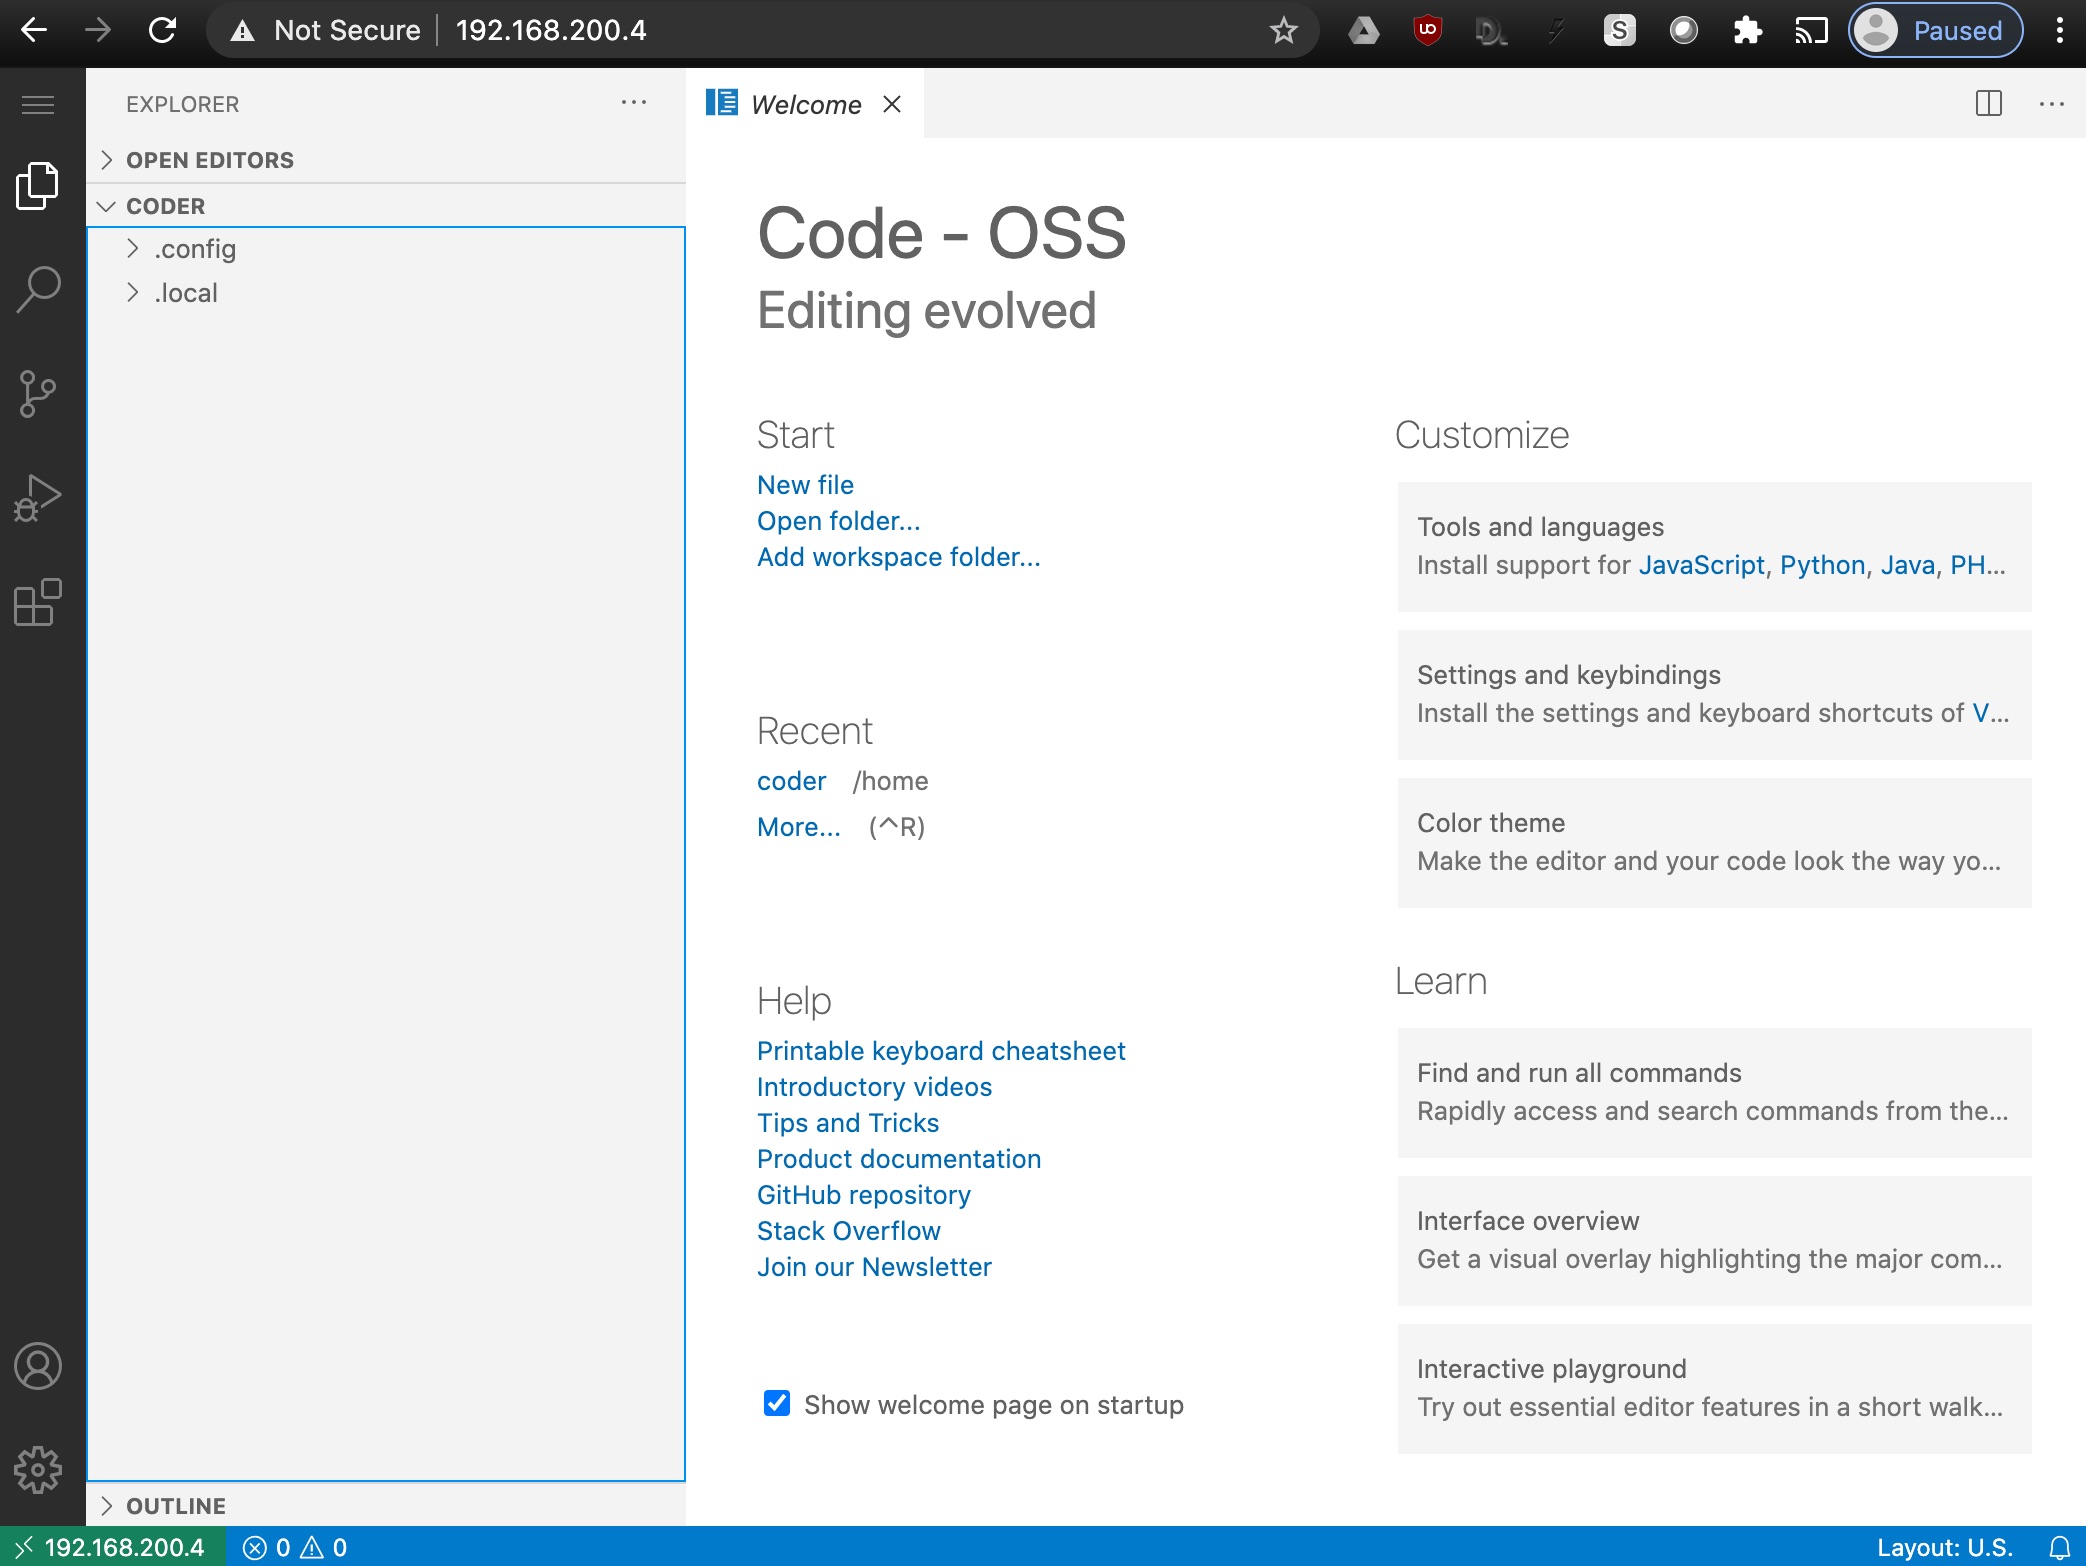 Not Secure 192.168.200.4
Paused
EXPLORER
OPEN EDITORS
CODER
.config
.local
OUTLINE
Welcome
Code - OSS
Editing evolved
Start
New file
Open folder...
Add workspace folder...
Recent
coder /home
More... (^R)
Help
Printable keyboard cheatsheet
Introductory videos
Tips and Tricks
Product documentation
GitHub repository
Stack Overflow
Join our Newsletter
Show welcome page on startup
Customize
Tools and languages
Install support for JavaScript, Python, Java, PH...
Settings and keybindings
Install the settings and keyboard shortcuts of V...
Color theme
Make the editor and your code look the way yo...
Learn
Find and run all commands
Rapidly access and search commands from the...
Interface overview
Get a visual overlay highlighting the major com...
Interactive playground
Try out essential editor features in a short walk...
192.168.200.4 0 0
Layout: U.S.